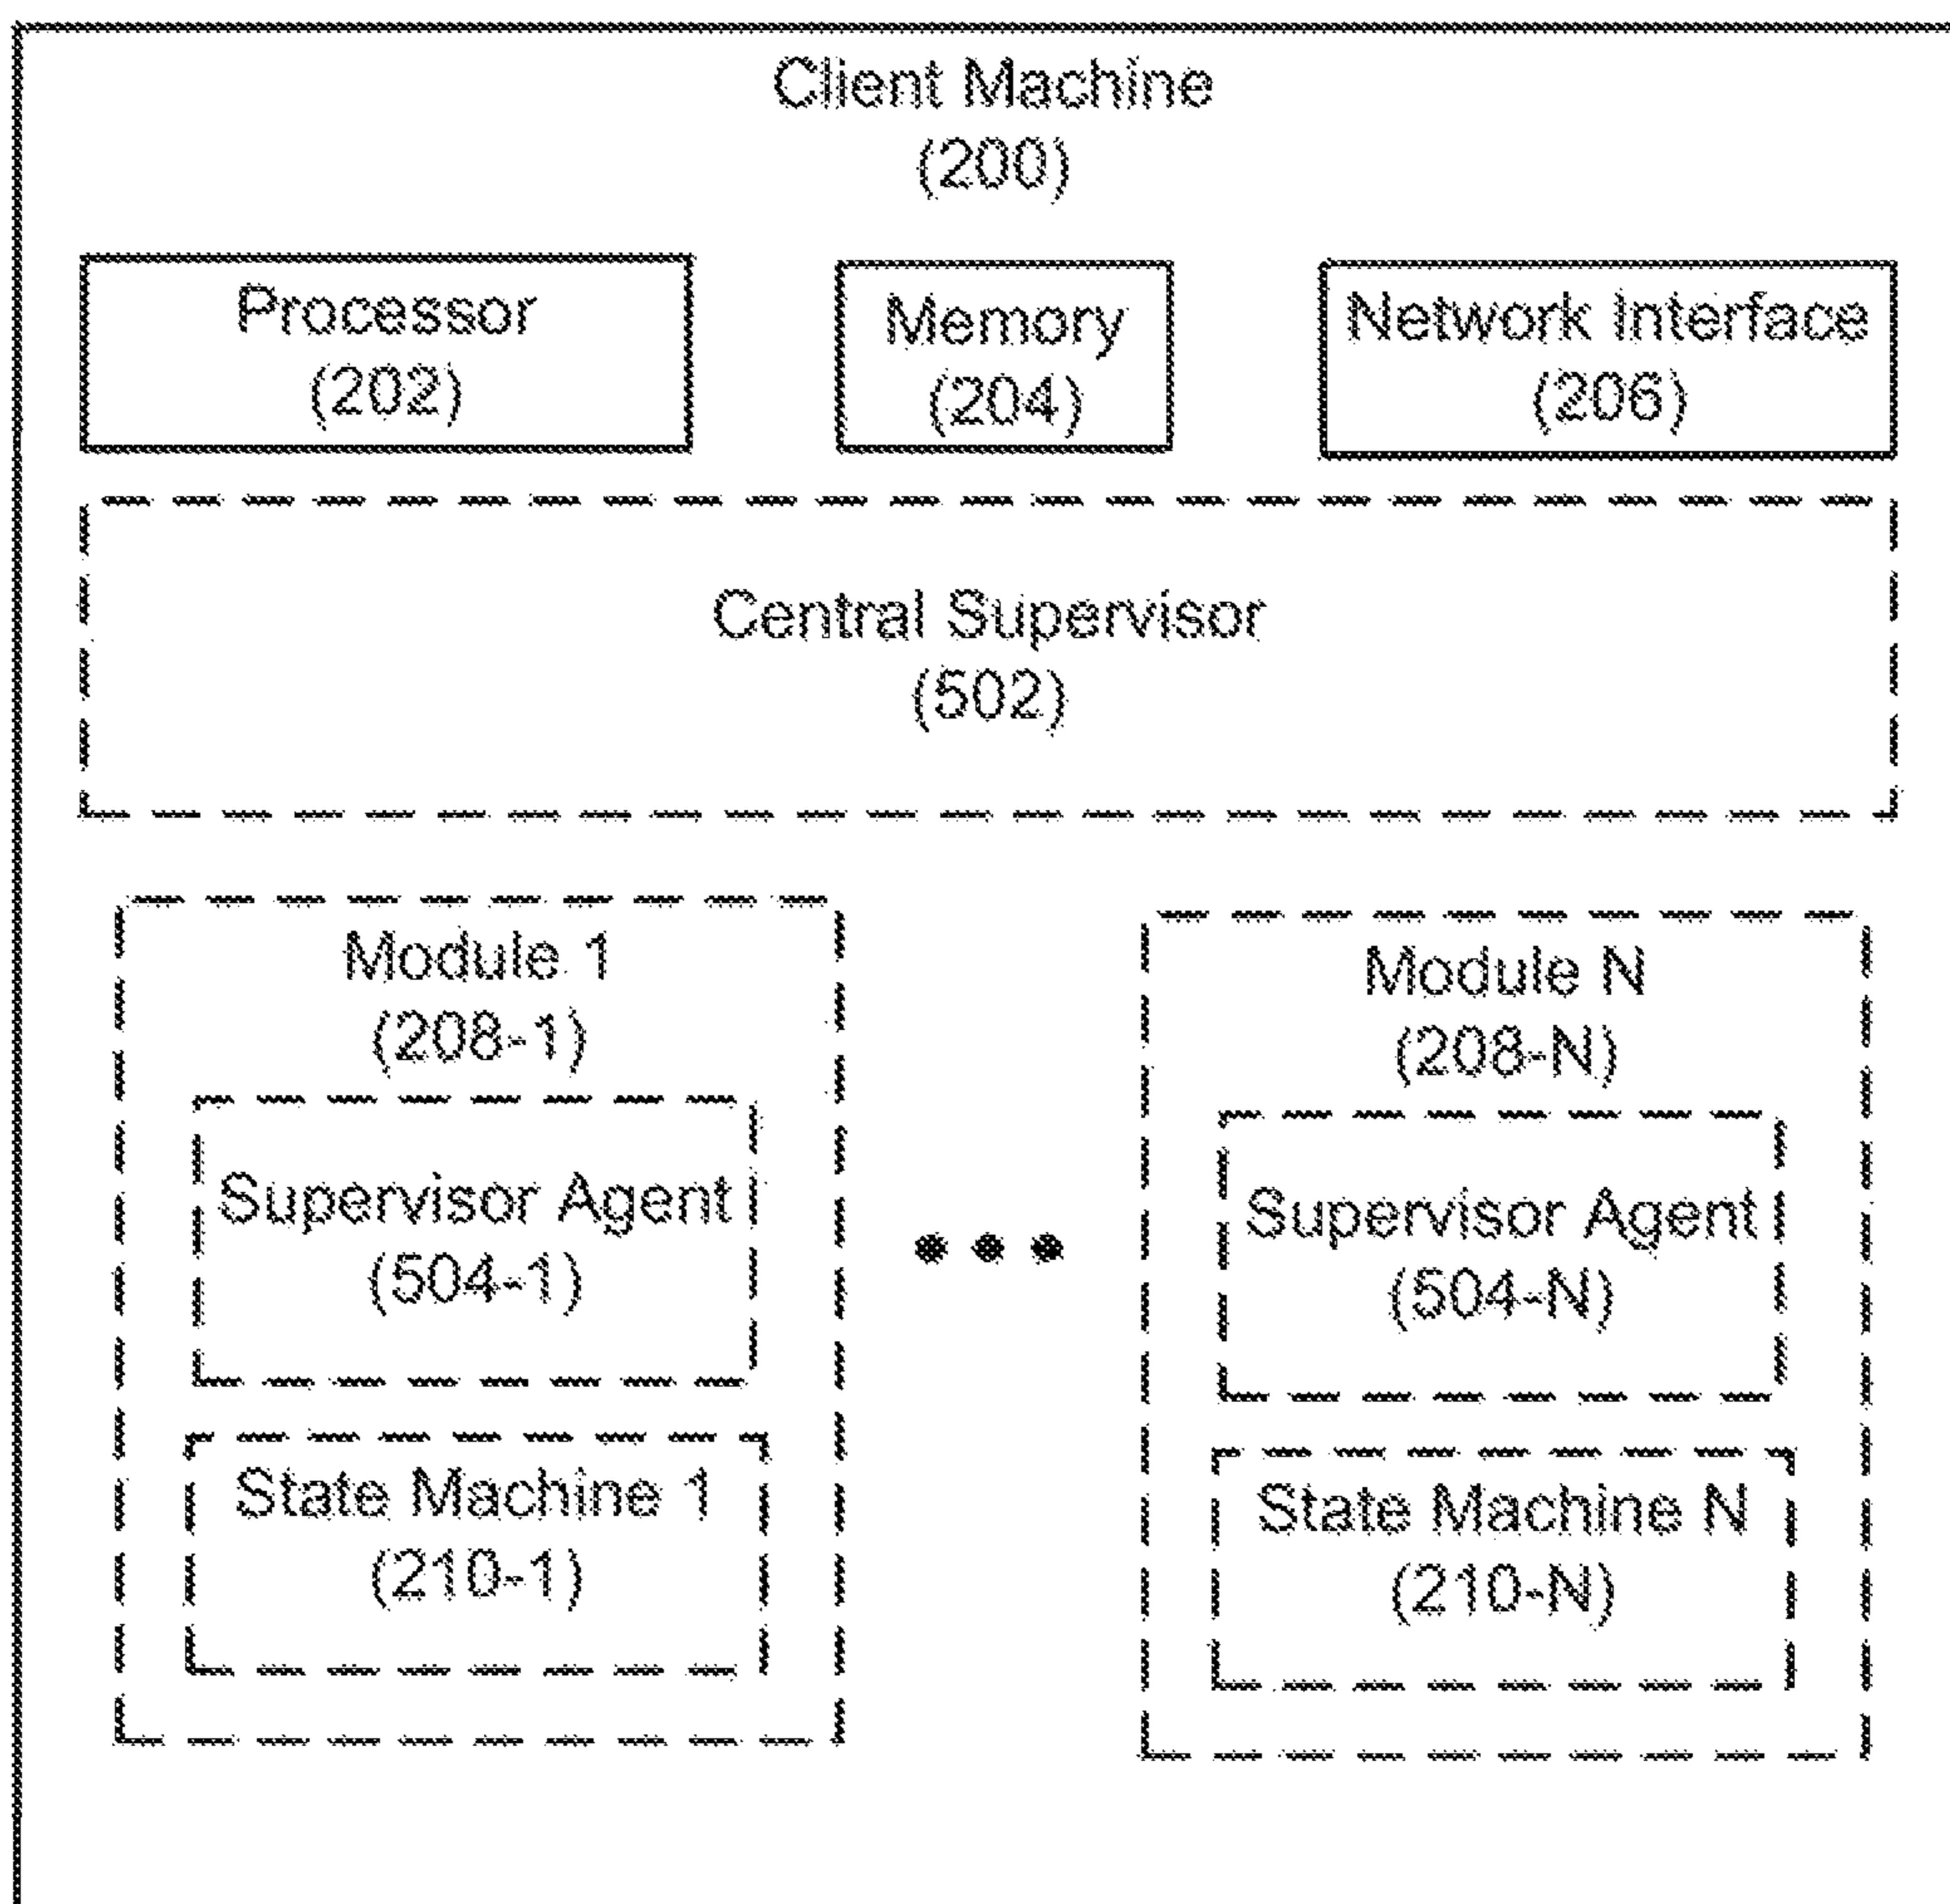 Client Machine
(200)
Processor
(202)
Memory
(204)
Network Interface
(206)
Central Supervisor
(502)
Module 1
(208-1)
Supervisor Agent
(504-1)
State Machine 1
(210-1)
Module N
(208-N)
Supervisor Agent
(504-N)
State Machine N
(210-N)